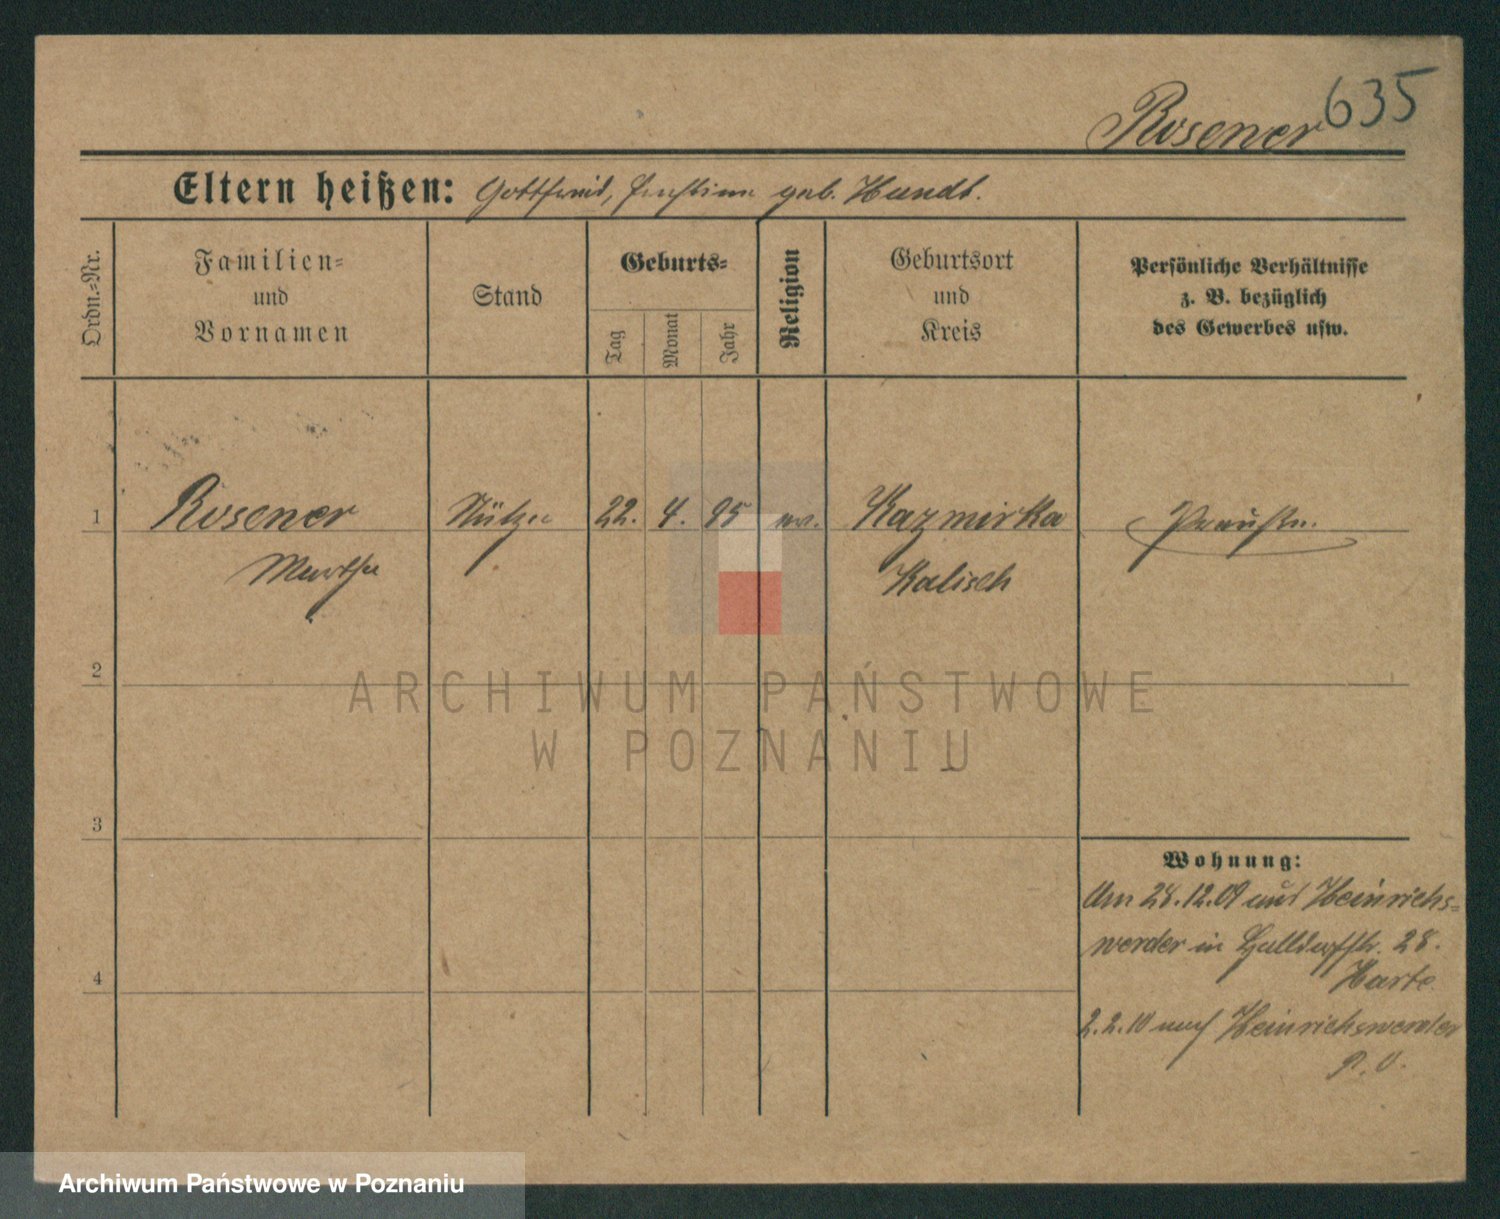 635
Rosener
Eltern heißen: Gottfried, geb. Hundt.
Ordn.=Nr.
Familien=
und
Vornamen
Stand
Geburts=
Tag
Monat
Jahr
Religion
Geburtsort
und
Kreis
Persönliche Verhältnisse
z. B. bezüglich
des Gewerbes usw.
1 Rosener Stütze 22. 4. 85 ev. Kazmirka
Martha Kalisch
2
ARCHIWUM PAŃSTWOWE
W POZNANIU
3
Wohnung:
Am 28.12.09 aus Heinrichs=
werder in 28.
Harte
4
2.2.10 nach Heinrichswerder
Archiwum Państwowe w Poznaniu